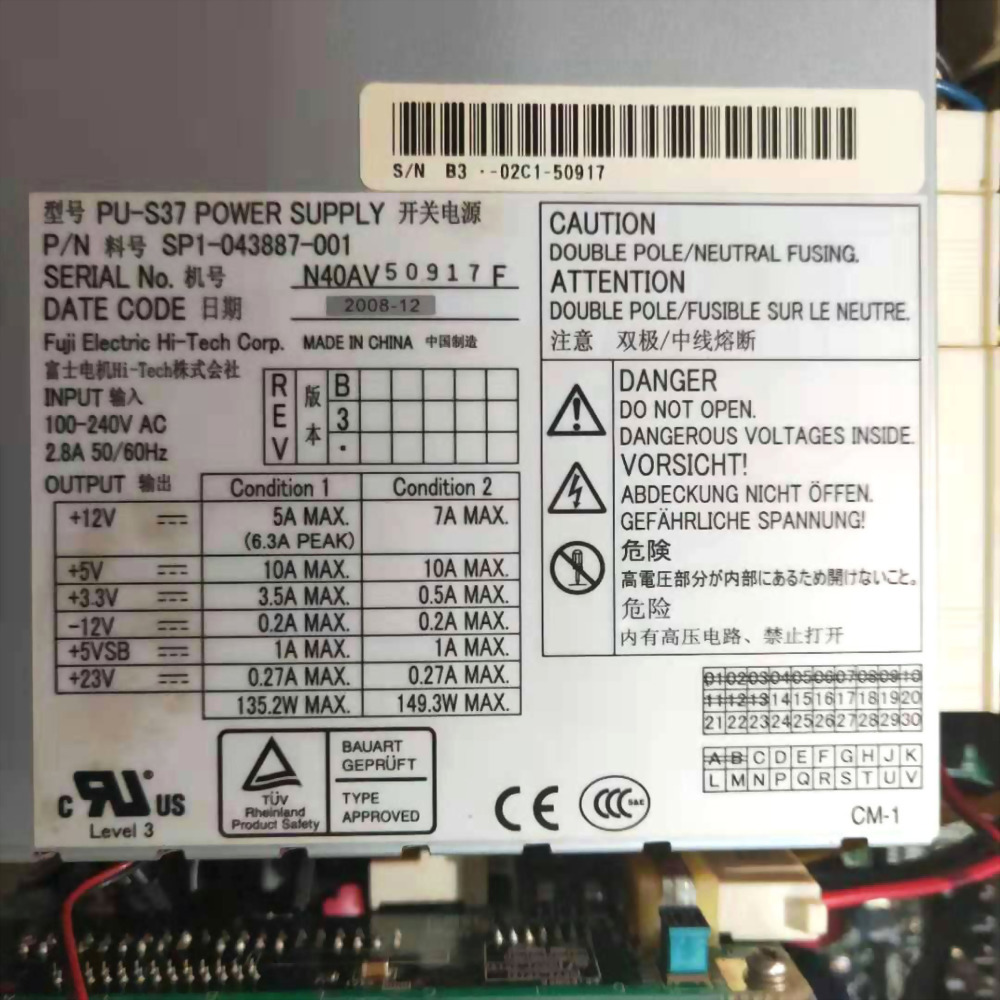 S/N B3 --02C1-50917
型号 PU-S37 POWER SUPPLY 开关电源
P/N 料号 SP1-043887-001
SERIAL No. 机号 N40AV50917F
DATE CODE 日期 2008-12
Fuji Electric Hi-Tech Corp. MADE IN CHINA 中国制造
富士电机Hi-Tech株式会社
INPUT 输入
100-240V AC
2.8A 50/60Hz
REV 版本 B3.
OUTPUT 输出 Condition 1 Condition 2
+12V 5A MAX. 7A MAX.
(6.3A PEAK)
+5V 10A MAX. 10A MAX.
+3.3V 3.5A MAX. 0.5A MAX.
-12V 0.2A MAX. 0.2A MAX.
+5VSB 1A MAX. 1A MAX.
+23V 0.27A MAX. 0.27A MAX.
135.2W MAX. 149.3W MAX.
CAUTION
DOUBLE POLE/NEUTRAL FUSING.
ATTENTION
DOUBLE POLE/FUSIBLE SUR LE NEUTRE.
注意 双极/中线熔断
DANGER
DO NOT OPEN.
DANGEROUS VOLTAGES INSIDE.
VORSICHT!
ABDECKUNG NICHT ÖFFEN.
GEFÄHRLICHE SPANNUNG!
危険
高電圧部分が内部にあるため開けないこと。
危险
内有高压电路、禁止打开
01 02 03 04 05 06 07 08 09 10
11 12 13 14 15 16 17 18 19 20
21 22 23 24 25 26 27 28 29 30
A B C D E F G H J K
L M N P Q R S T U V
CM-1
C RU US
Level 3
TÜV
Rheinland
Product Safety
BAUART
GEPRÜFT
TYPE
APPROVED
CE
CCC S&E